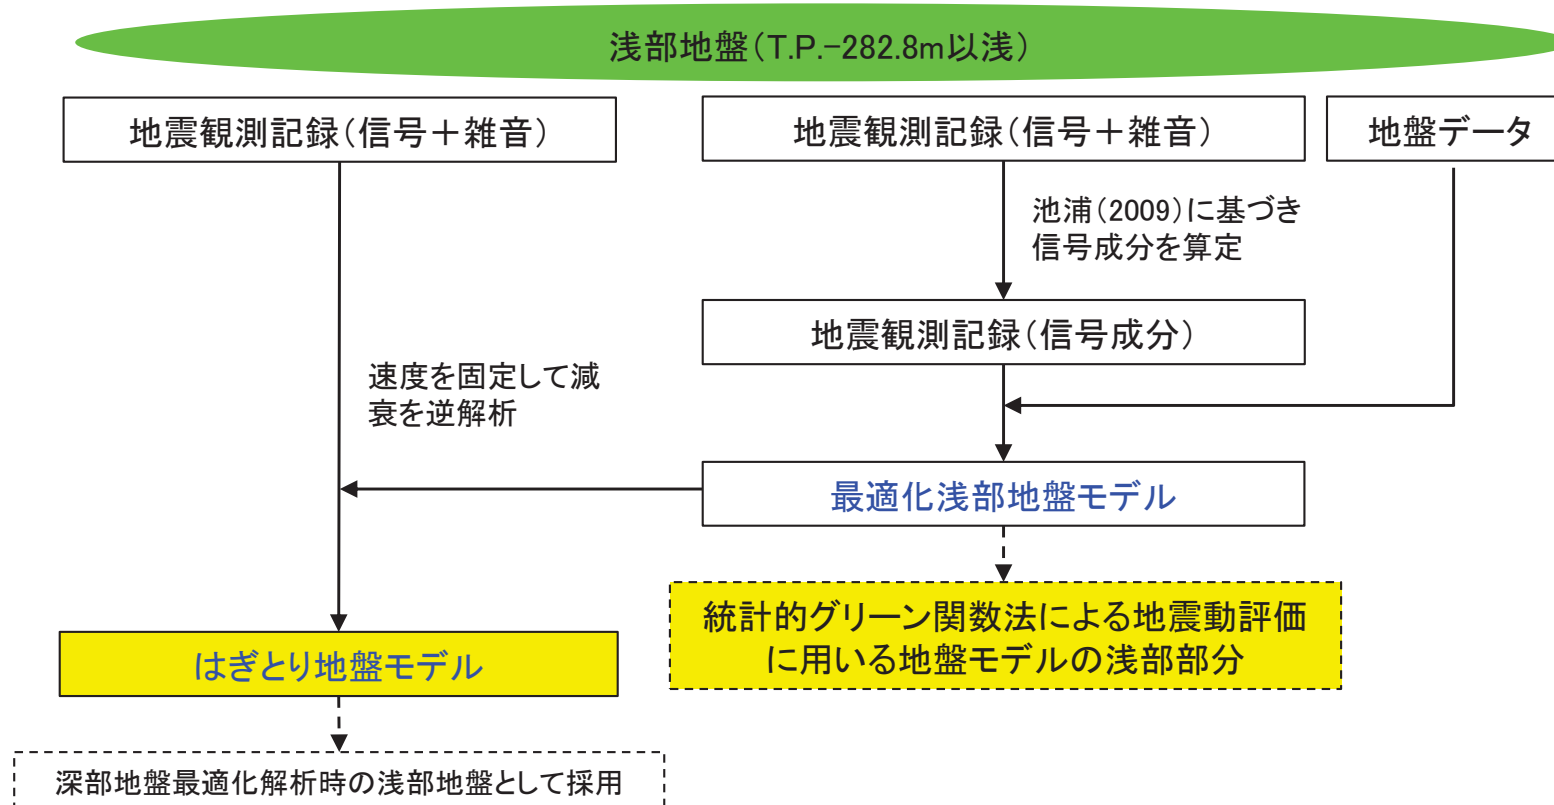 浅部地盤(T.P.-282.8m以浅)
地震観測記録(信号＋雑音)
地震観測記録(信号＋雑音)
地盤データ
池浦(2009)に基づき
信号成分を算定
地震観測記録(信号成分)
速度を固定して減
衰を逆解析
最適化浅部地盤モデル
統計的グリーン関数法による地震動評価
に用いる地盤モデルの浅部部分
はぎとり地盤モデル
深部地盤最適化解析時の浅部地盤として採用